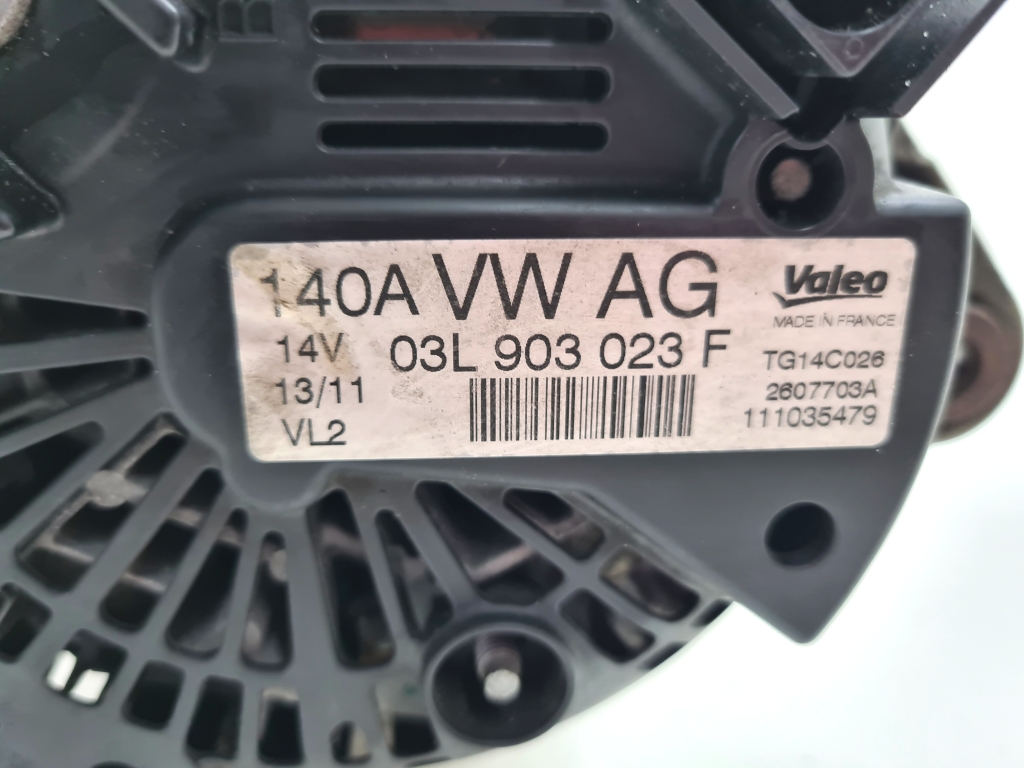 140A VW AG
Valeo
MADE IN FRANCE
14V 03L 903 023 F
TG14C026
13/11
2607703A
VL2
111035479